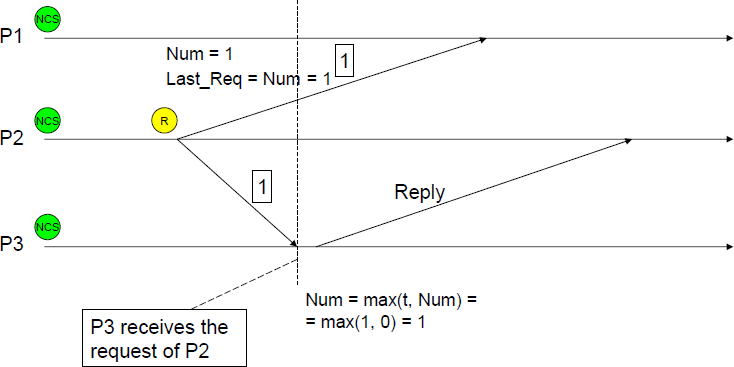 NCS
P1
Num = 1
1
Last_Req = Num = 1
NCS
R
P2
1
Reply
NCS
P3
Num = max(t, Num) =
= max(1, 0) = 1
P3 receives the
request of P2